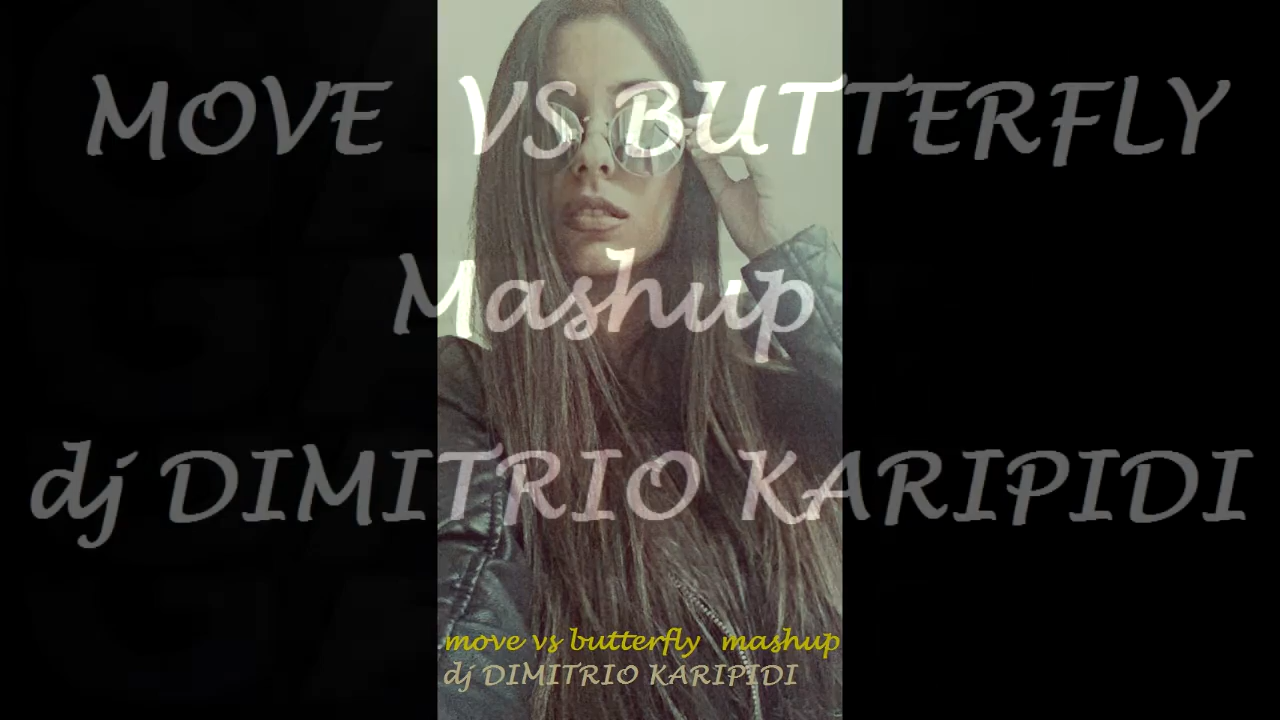 MOVE VS BUTTERFLY
Mashup
dj DIMITRIO KARIPIDI
move vs butterfly mashup
dj DIMITRIO KARIPIDI